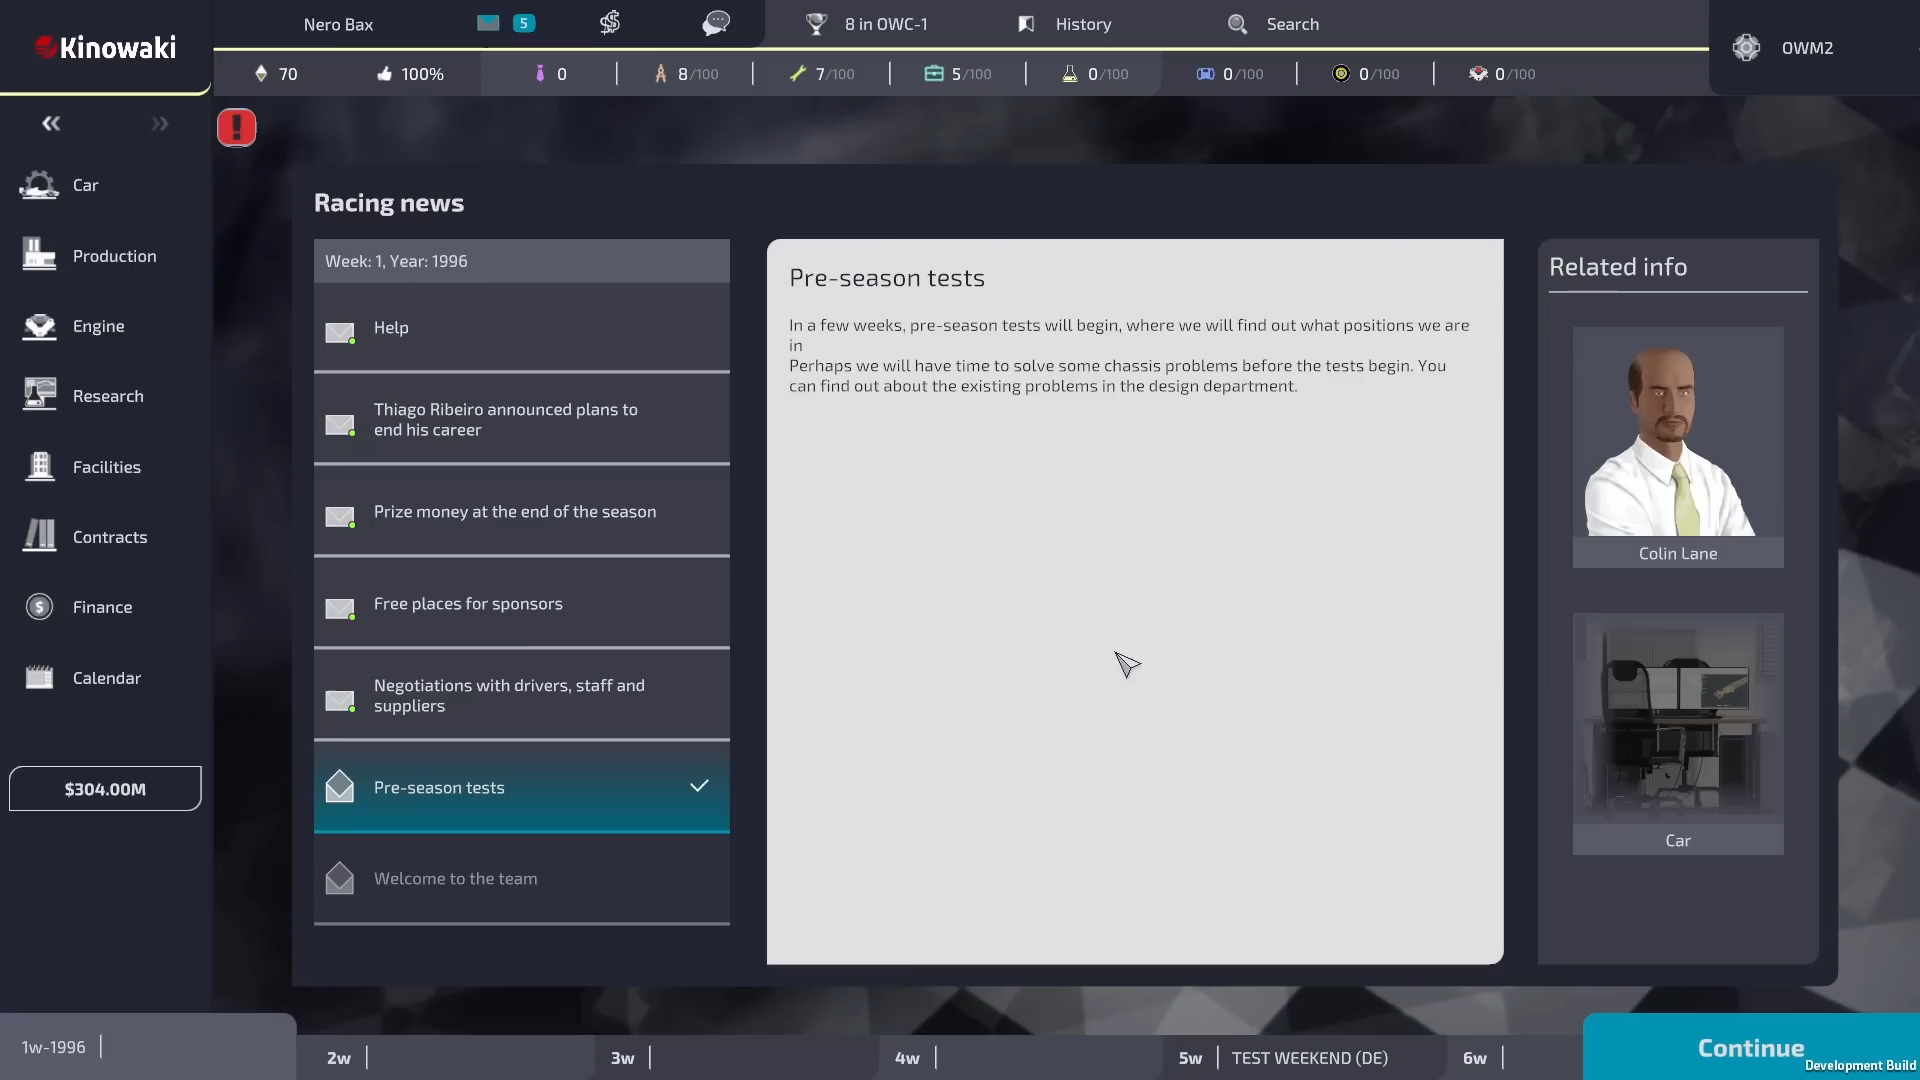 Kinowaki
Nero Bax
5
8 in OWC-1
History
Search
OWM2
70
100%
0
8/100
7/100
5/100
0/100
0/100
0/100
0/100
Car
Production
Engine
Research
Facilities
Contracts
Finance
Calendar
$304.00M
Racing news
Week: 1, Year: 1996
Help
Thiago Ribeiro announced plans to
end his career
Prize money at the end of the season
Free places for sponsors
Negotiations with drivers, staff and
suppliers
Pre-season tests
Welcome to the team
Pre-season tests
In a few weeks, pre-season tests will begin, where we will find out what positions we are
in
Perhaps we will have time to solve some chassis problems before the tests begin. You
can find out about the existing problems in the design department.
Related info
Colin Lane
Car
1w-1996
2w
3w
4w
5w
TEST WEEKEND (DE)
6w
Continue
Development Build